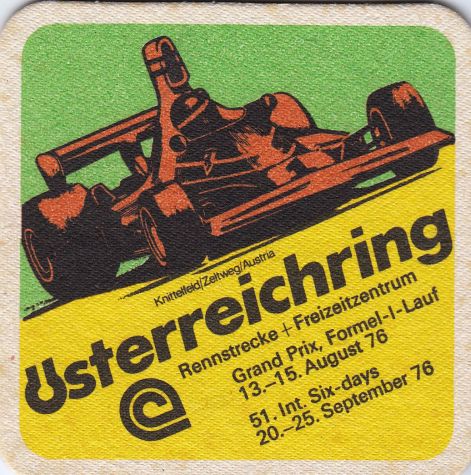 Knittelfeld/Zeltweg/Austria
Österreichring
Rennstrecke + Freizeitzentrum
Grand Prix, Formel-I-Lauf
13.–15. August 76
51. Int. Six-days
20.–25. September 76